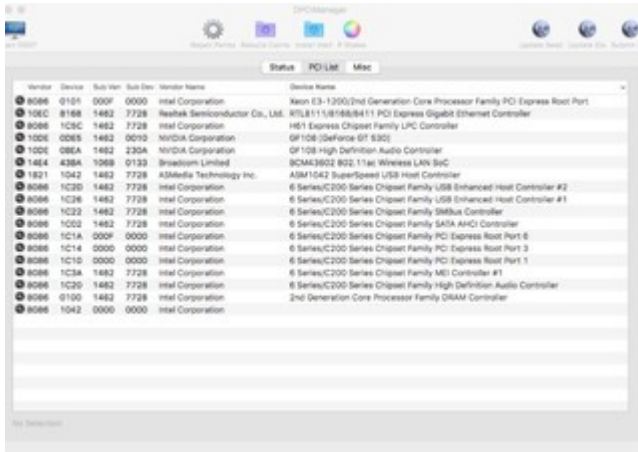 DPCIManager
Status PCI List Misc
Vendor Device Sub Ven Sub Dev Vendor Name Device Name
8086 0101 000F 0000 Intel Corporation Xeon E3-1200/2nd Generation Core Processor Family PCI Express Root Port
10EC 8168 1462 7728 Realtek Semiconductor Co., Ltd. RTL8111/8168/8411 PCI Express Gigabit Ethernet Controller
8086 1C5C 1462 7728 Intel Corporation H61 Express Chipset Family LPC Controller
10DE 0DE5 1462 0010 NVIDIA Corporation GF108 [GeForce GT 530]
10DE 0BEA 1462 230A NVIDIA Corporation GF108 High Definition Audio Controller
14E4 43BA 106B 0133 Broadcom Limited BCM43602 802.11ac Wireless LAN SoC
1B21 1042 1462 7728 ASMedia Technology Inc. ASM1042 SuperSpeed USB Host Controller
8086 1C2D 1462 7728 Intel Corporation 6 Series/C200 Series Chipset Family USB Enhanced Host Controller #2
8086 1C26 1462 7728 Intel Corporation 6 Series/C200 Series Chipset Family USB Enhanced Host Controller #1
8086 1C22 1462 7728 Intel Corporation 6 Series/C200 Series Chipset Family SMBus Controller
8086 1C02 1462 7728 Intel Corporation 6 Series/C200 Series Chipset Family SATA AHCI Controller
8086 1C1A 000F 0000 Intel Corporation 6 Series/C200 Series Chipset Family PCI Express Root Port 6
8086 1C14 0000 0000 Intel Corporation 6 Series/C200 Series Chipset Family PCI Express Root Port 3
8086 1C10 0000 0000 Intel Corporation 6 Series/C200 Series Chipset Family PCI Express Root Port 1
8086 1C3A 1462 7728 Intel Corporation 6 Series/C200 Series Chipset Family MEI Controller #1
8086 1C20 1462 7728 Intel Corporation 6 Series/C200 Series Chipset Family High Definition Audio Controller
8086 0100 1462 7728 Intel Corporation 2nd Generation Core Processor Family DRAM Controller
8086 1042 0000 0000 Intel Corporation
No Selection